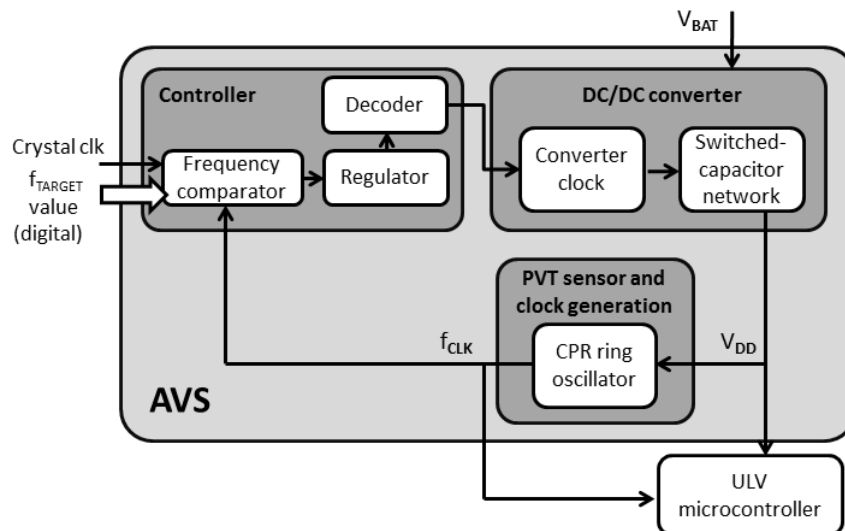 V_BAT
Controller
Decoder
DC/DC converter
Crystal clk
f_TARGET
value
(digital)
Frequency
comparator
Regulator
Converter
clock
Switched-
capacitor
network
PVT sensor and
clock generation
f_CLK
CPR ring
oscillator
V_DD
AVS
ULV
microcontroller